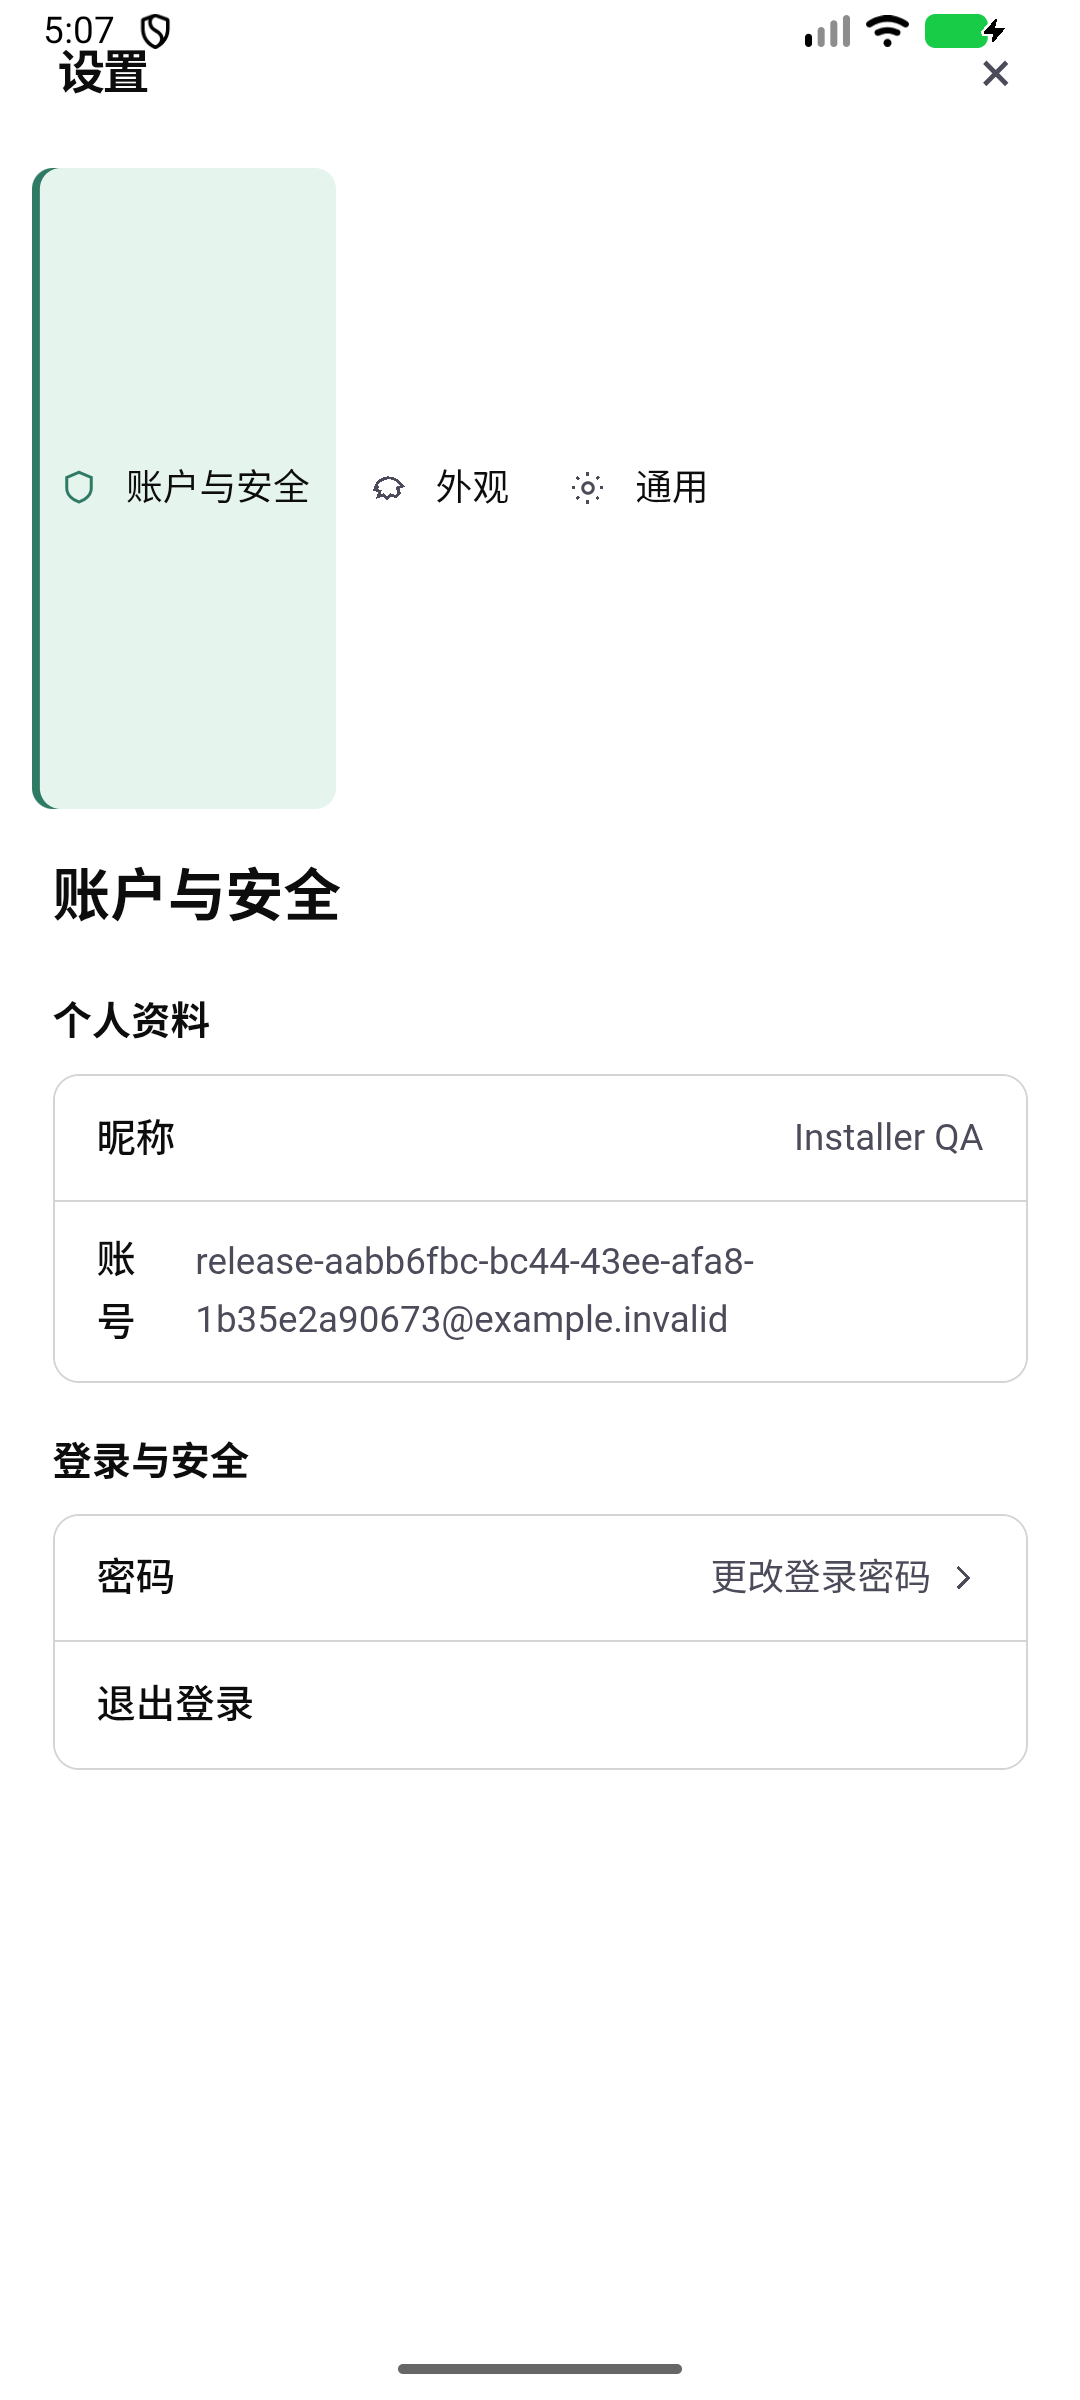 5:07
设置
账户与安全
外观
通用
账户与安全
个人资料
昵称
Installer QA
账号
release-aabb6fbc-bc44-43ee-afa8-
1b35e2a90673@example.invalid
登录与安全
密码
更改登录密码
退出登录